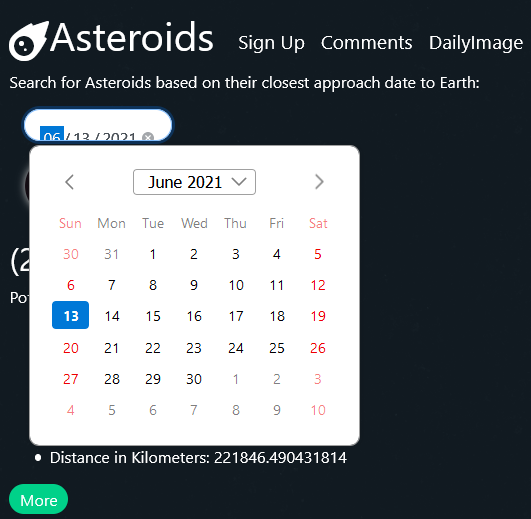 Asteroids Sign Up Comments DailyImage
Search for Asteroids based on their closest approach date to Earth:
06 / 13 / 2021
June 2021
Sun Mon Tue Wed Thu Fri Sat
30 31 1 2 3 4 5
6 7 8 9 10 11 12
13 14 15 16 17 18 19
20 21 22 23 24 25 26
27 28 29 30 1 2 3
4 5 6 7 8 9 10
(2
Po
Distance in Kilometers: 221846.490431814
More